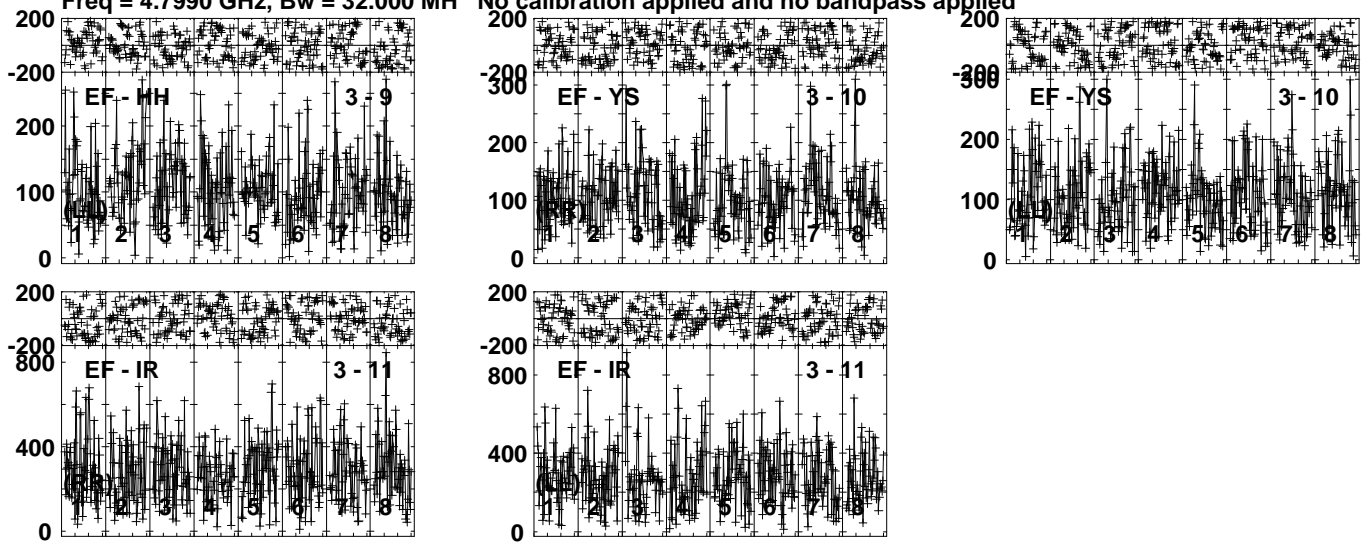 Freq = 4.7990 GHz, Bw = 32.000 MH No calibration applied and no bandpass applied
200
-200
EF - HH 3 - 9
200
100
0
(LL)
1 2 3 4 5 6 7 8
200
-200
300
EF - YS 3 - 10
200
100
0
(RR)
1 2 3 4 5 6 7 8
200
-200
300
EF - YS 3 - 10
200
100
0
(LL)
1 2 3 4 5 6 7 8
200
-200
800
EF - IR 3 - 11
400
0
(RR)
1 2 3 4 5 6 7 8
200
-200
800
EF - IR 3 - 11
400
0
(LL)
1 2 3 4 5 6 7 8